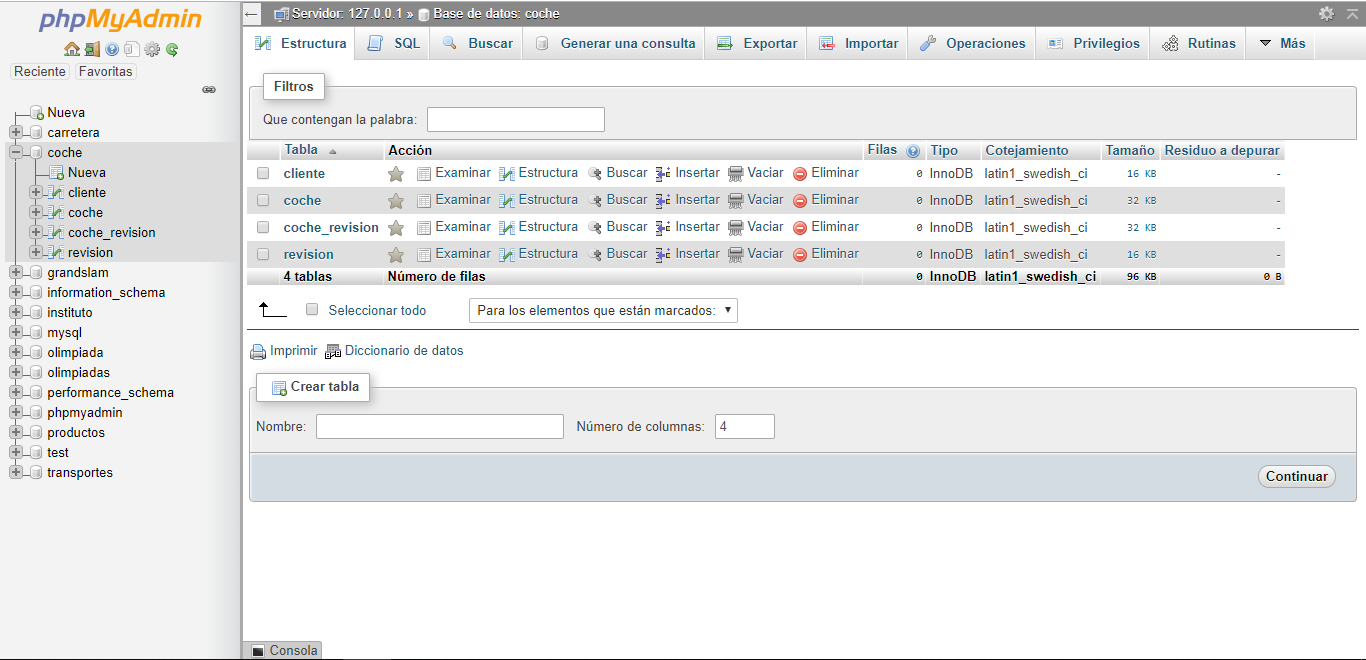 phpMyAdmin
Reciente Favoritas
Nueva
carretera
coche
Nueva
cliente
coche
coche_revision
revision
grandslam
information_schema
instituto
mysql
olimpiada
olimpiadas
performance_schema
phpmyadmin
productos
test
transportes
Servidor: 127.0.0.1 » Base de datos: coche
Estructura SQL Buscar Generar una consulta Exportar Importar Operaciones Privilegios Rutinas Más
Filtros
Que contengan la palabra:
Tabla Acción Filas Tipo Cotejamiento Tamaño Residuo a depurar
cliente Examinar Estructura Buscar Insertar Vaciar Eliminar 0 InnoDB latin1_swedish_ci 16 KB -
coche Examinar Estructura Buscar Insertar Vaciar Eliminar 0 InnoDB latin1_swedish_ci 32 KB -
coche_revision Examinar Estructura Buscar Insertar Vaciar Eliminar 0 InnoDB latin1_swedish_ci 32 KB -
revision Examinar Estructura Buscar Insertar Vaciar Eliminar 0 InnoDB latin1_swedish_ci 16 KB -
4 tablas Número de filas 0 InnoDB latin1_swedish_ci 96 KB 0 B
Seleccionar todo Para los elementos que están marcados:
Imprimir Diccionario de datos
Crear tabla
Nombre: Número de columnas: 4
Continuar
Consola